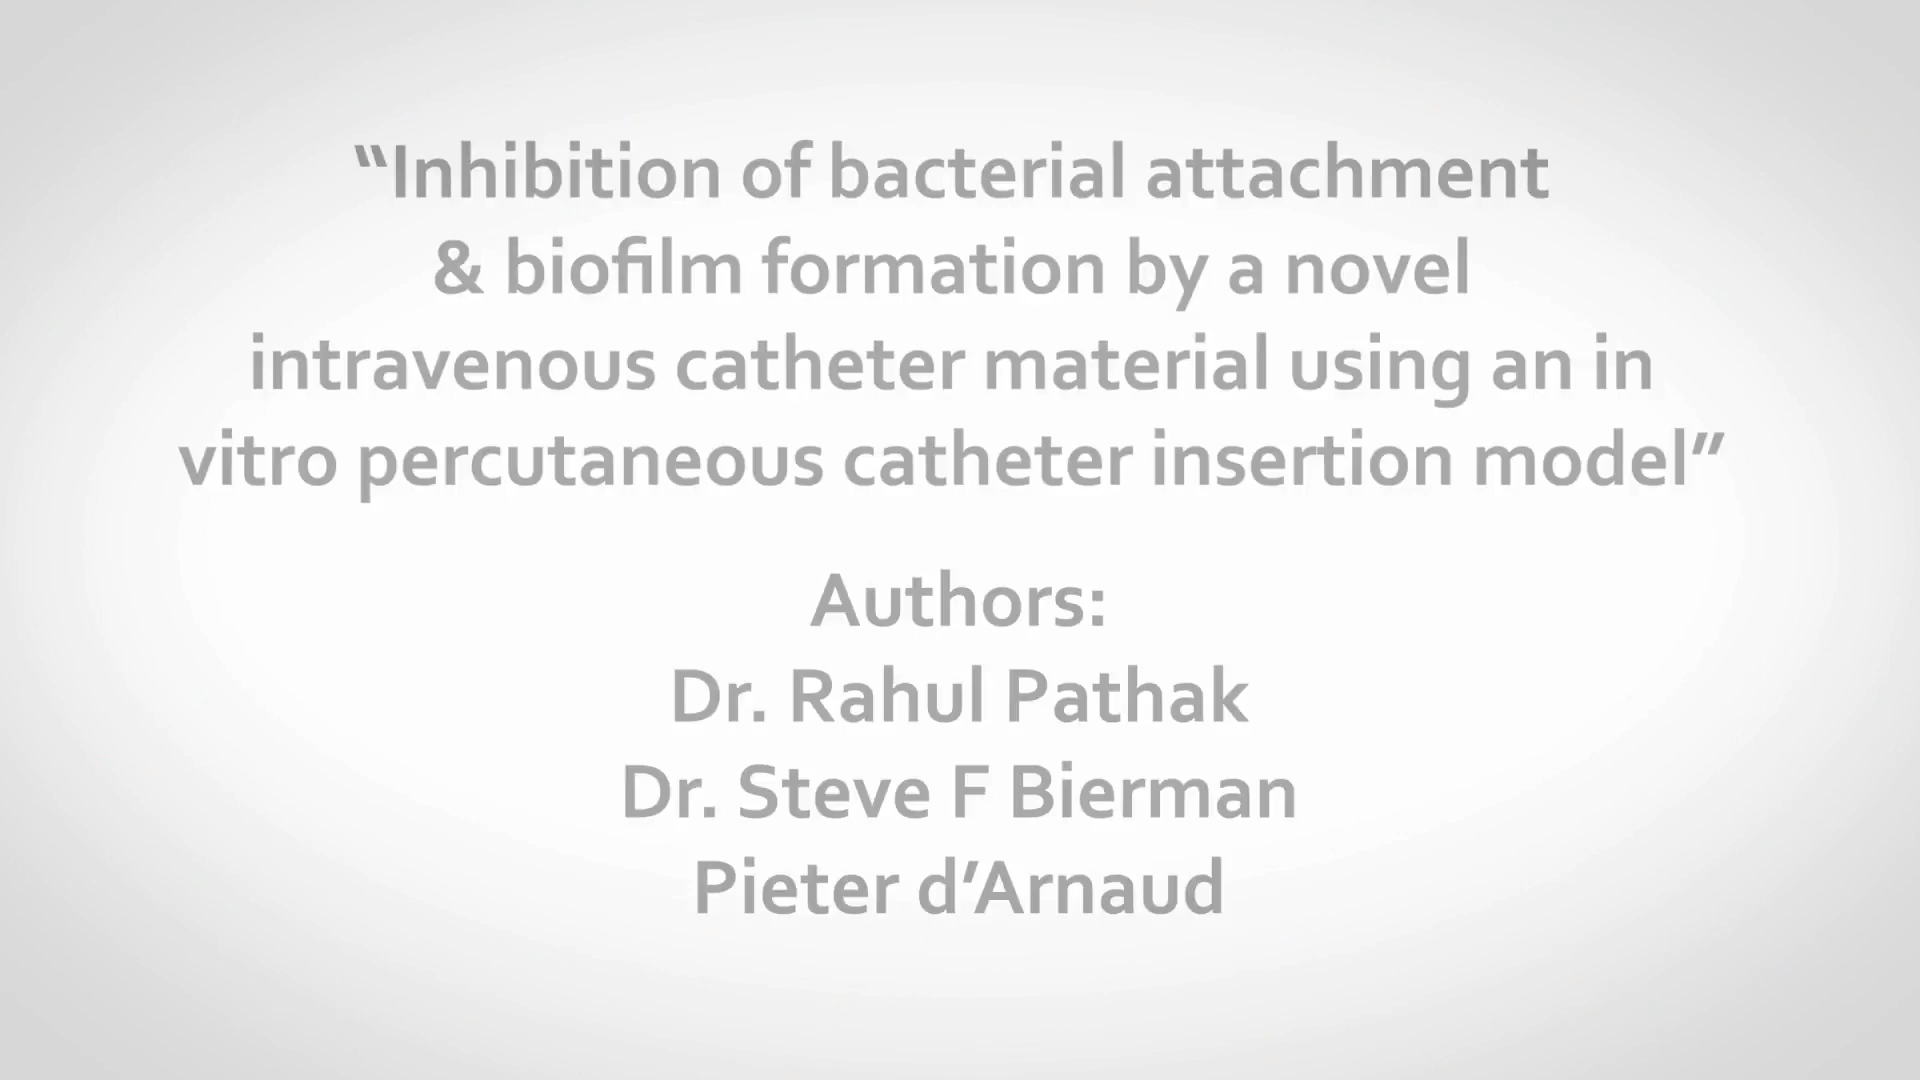 “Inhibition of bacterial attachment
& biofilm formation by a novel
intravenous catheter material using an in
vitro percutaneous catheter insertion model”
Authors:
Dr. Rahul Pathak
Dr. Steve F Bierman
Pieter d’Arnaud